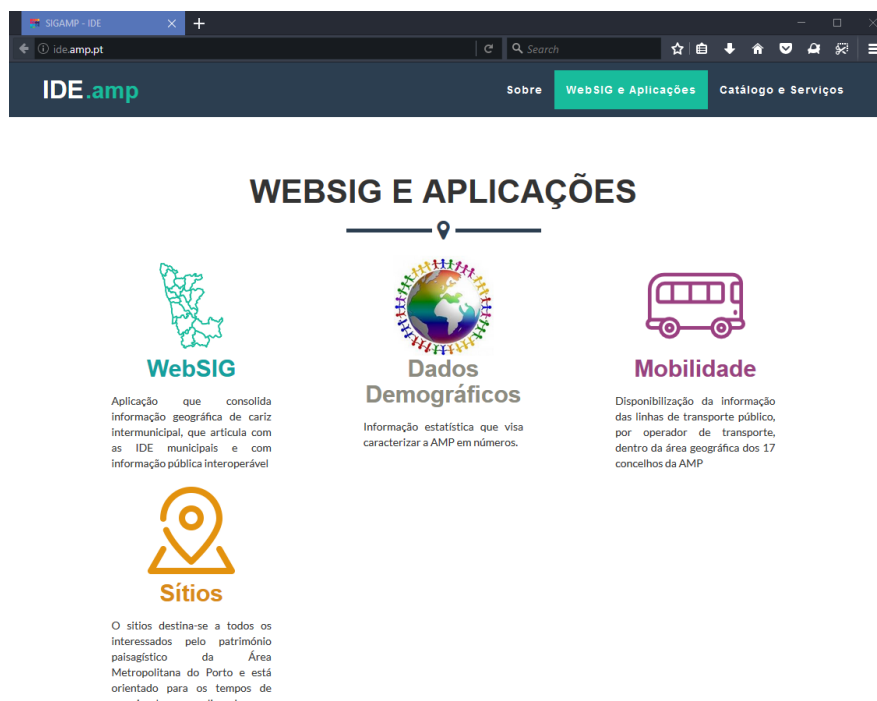 SIGAMP - IDE
ide.amp.pt
Search
IDE.amp
Sobre
WebSIG e Aplicações
Catálogo e Serviços
WEBSIG E APLICAÇÕES
WebSIG
Aplicação que consolida
informação geográfica de cariz
intermunicipal, que articula com
as IDE municipais e com
informação pública interoperável
Dados
Demográficos
Informação estatística que visa
caracterizar a AMP em números.
Mobilidade
Disponibilização da informação
das linhas de transporte público,
por operador de transporte,
dentro da área geográfica dos 17
concelhos da AMP
Sítios
O sitios destina-se a todos os
interessados pelo património
paisagístico da Área
Metropolitana do Porto e está
orientado para os tempos de